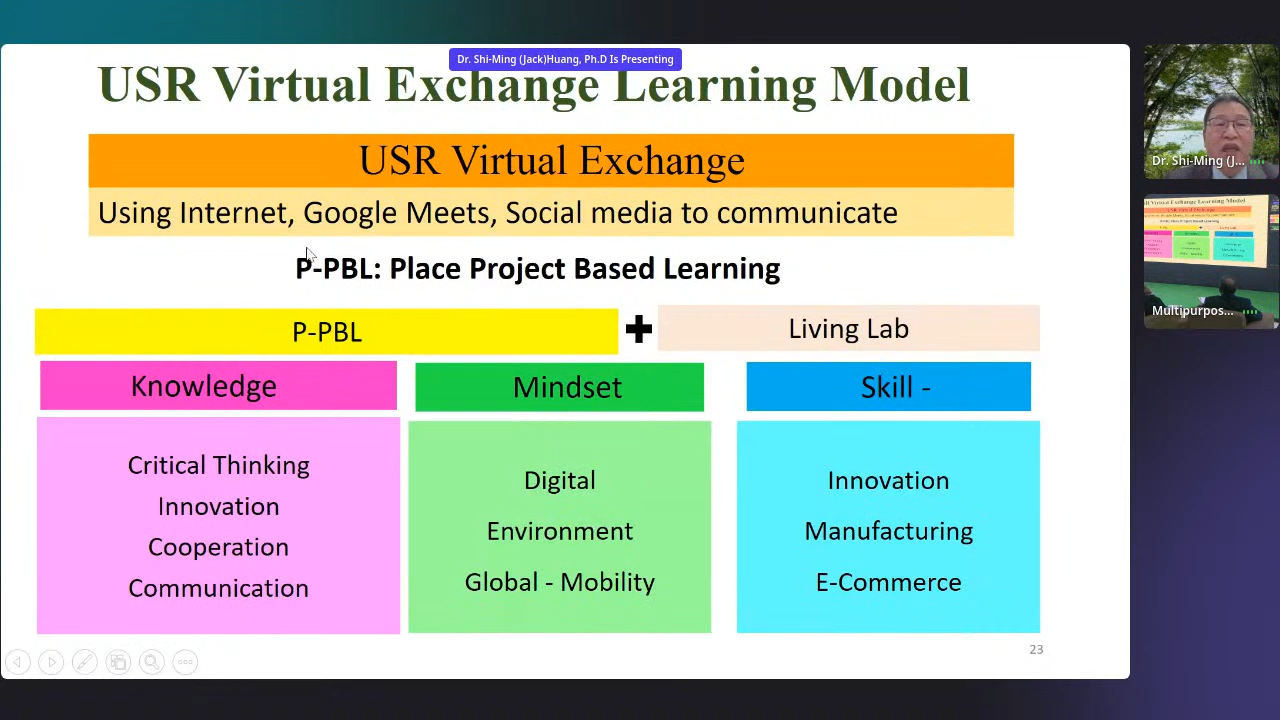 Dr. Shi-Ming (Jack)Huang, Ph.D Is Presenting
USR Virtual Exchange Learning Model
USR Virtual Exchange
Using Internet, Google Meets, Social media to communicate
P-PBL: Place Project Based Learning
P-PBL
Living Lab
Knowledge
Mindset
Skill -
Critical Thinking
Innovation
Cooperation
Communication
Digital
Environment
Global - Mobility
Innovation
Manufacturing
E-Commerce
23
Dr. Shi-Ming (J...
Multipurpos...